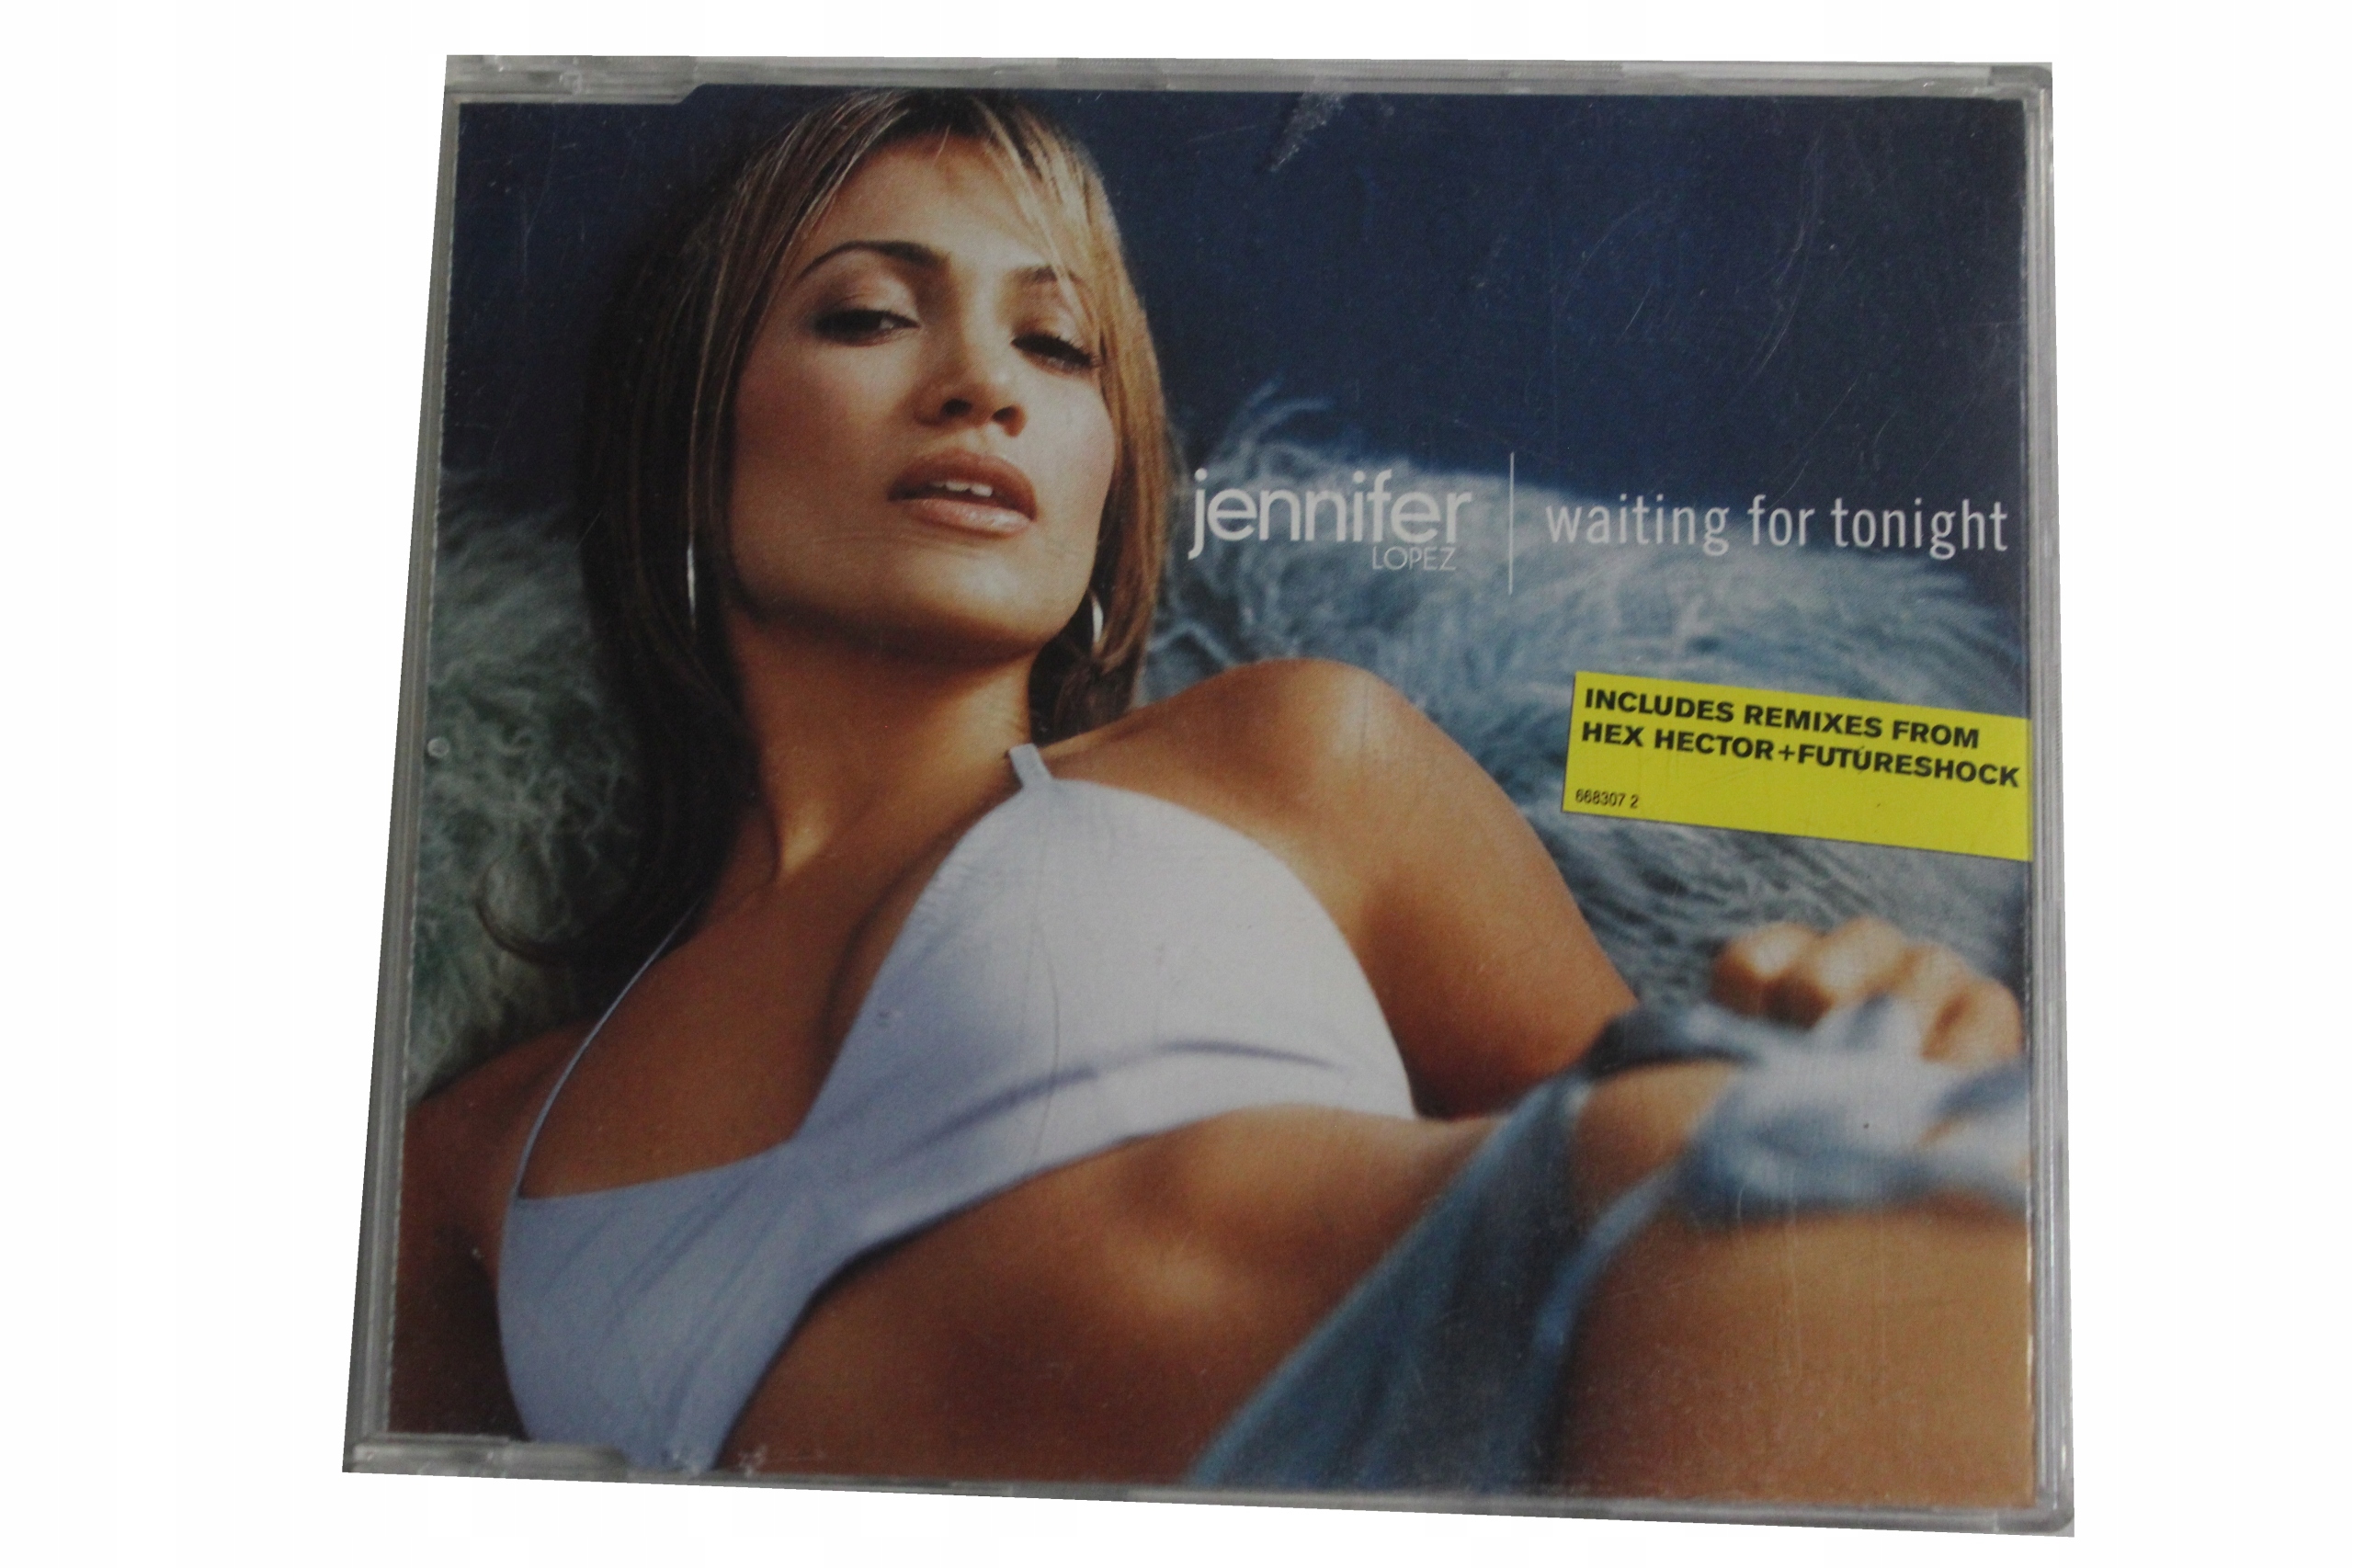 jennifer
LOPEZ
waiting for tonight
INCLUDES REMIXES FROM
HEX HECTOR+FUTURESHOCK
668307 2